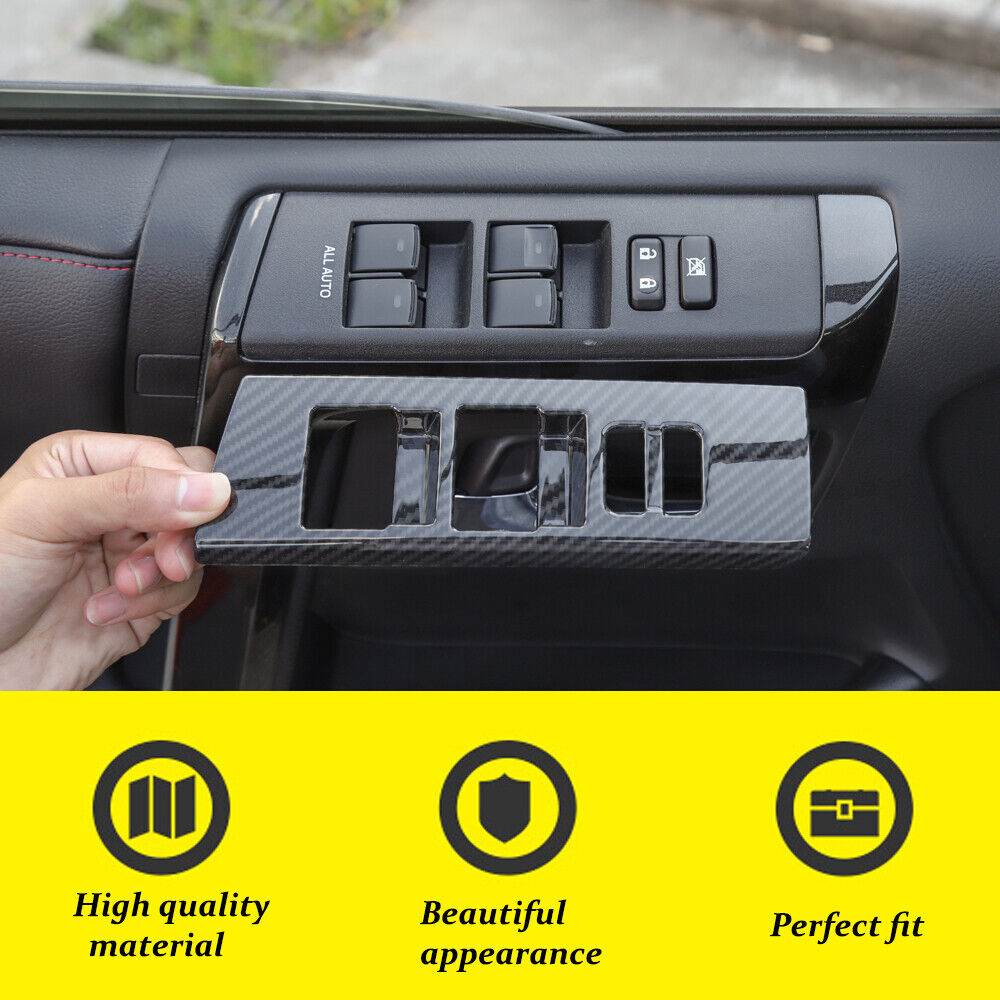 ALL AUTO
High quality
material
Beautiful
appearance
Perfect fit